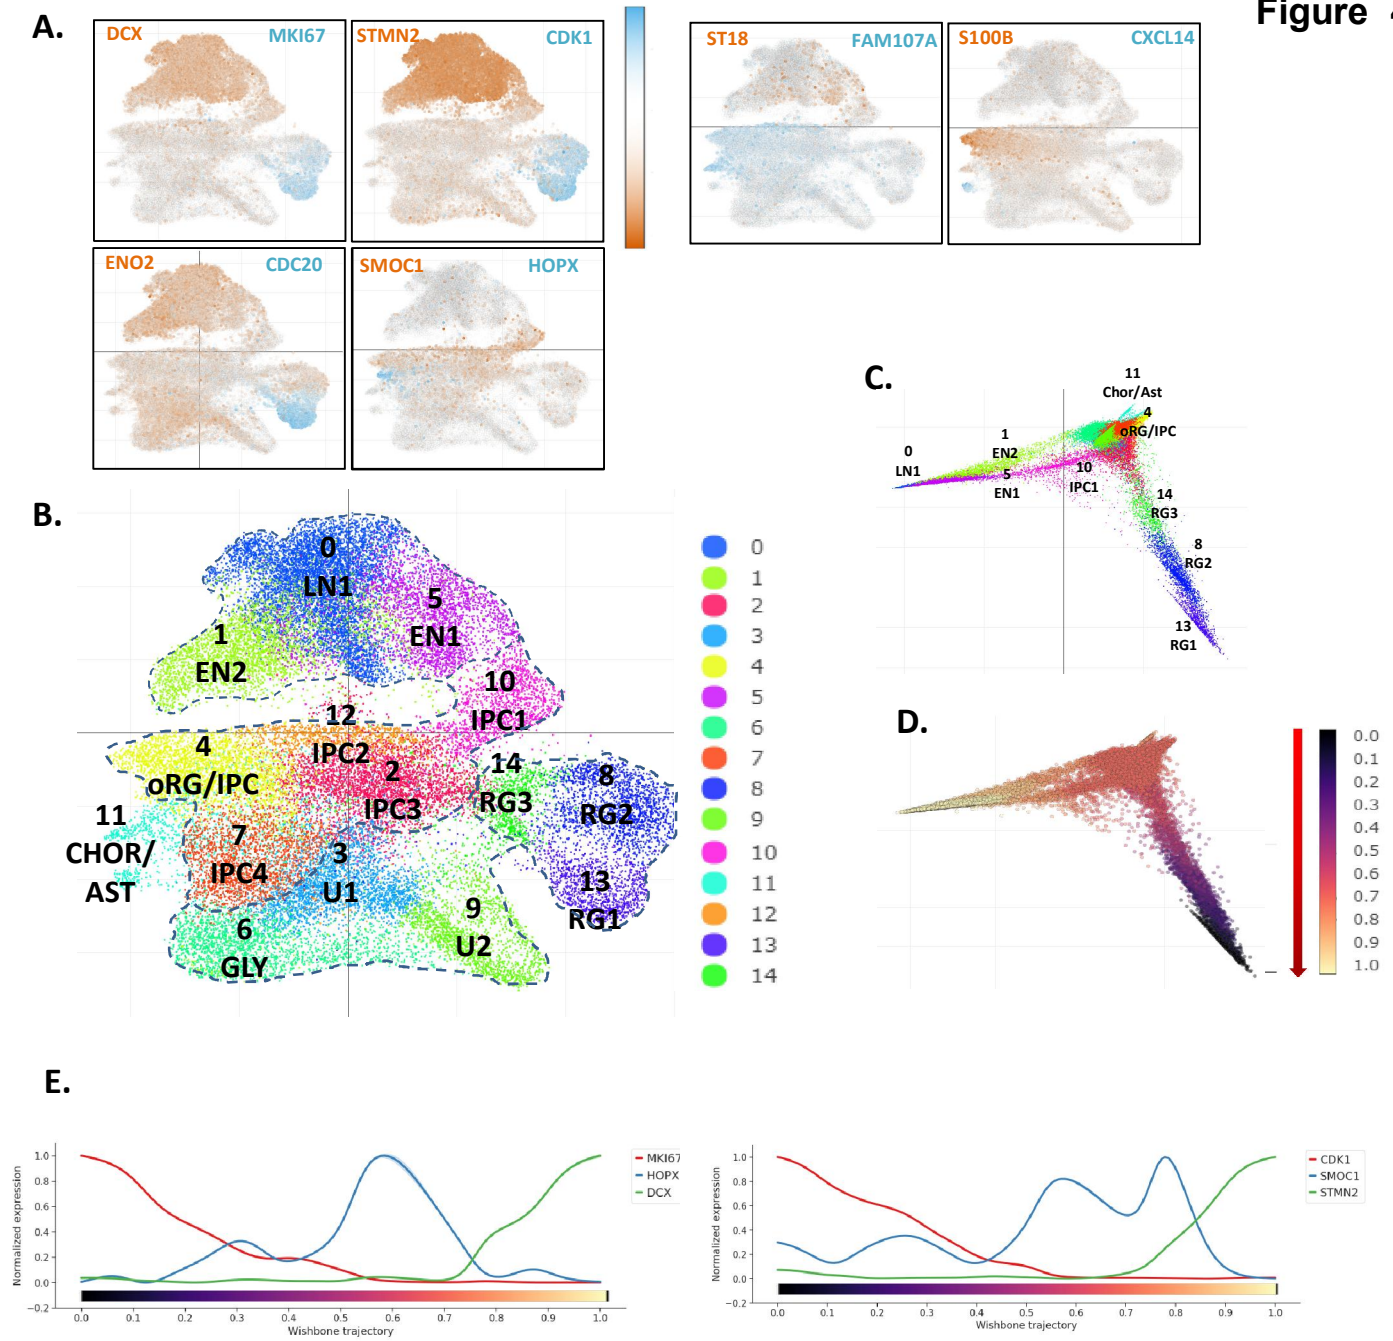 Figure
A.
DCX MKI67
STMN2 CDK1
ST18 FAM107A
S100B CXCL14
ENO2 CDC20
SMOC1 HOPX
B.
0
LN1
5
EN1
1
EN2
10
IPC1
12
IPC2
4
oRG/IPC
2
IPC3
14
RG3
8
RG2
11
CHOR/
AST
7
IPC4
3
U1
13
RG1
9
U2
6
GLY
0
1
2
3
4
5
6
7
8
9
10
11
12
13
14
C.
11
Chor/Ast
4
oRG/IPC
1
EN2
0
LN1
5
EN1
10
IPC1
14
RG3
8
RG2
13
RG1
D.
0.0
0.1
0.2
0.3
0.4
0.5
0.6
0.7
0.8
0.9
1.0
E.
Normalized expression
1.0
0.8
0.6
0.4
0.2
0.0
−0.2
MKI67
HOPX
DCX
0.0 0.1 0.2 0.3 0.4 0.5 0.6 0.7 0.8 0.9 1.0
Wishbone trajectory
Normalized expression
1.0
0.8
0.6
0.4
0.2
0.0
−0.2
CDK1
SMOC1
STMN2
0.0 0.1 0.2 0.3 0.4 0.5 0.6 0.7 0.8 0.9 1.0
Wishbone trajectory